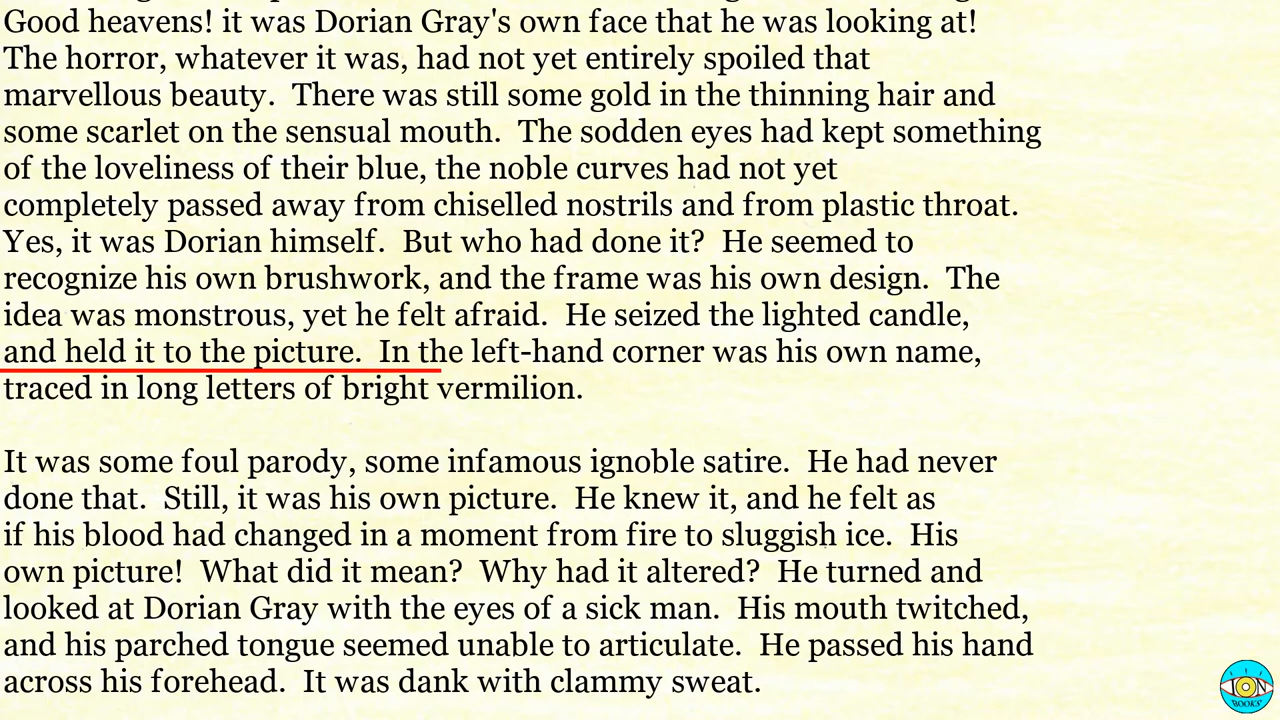 Good heavens! it was Dorian Gray's own face that he was looking at!
The horror, whatever it was, had not yet entirely spoiled that
marvellous beauty.  There was still some gold in the thinning hair and
some scarlet on the sensual mouth.  The sodden eyes had kept something
of the loveliness of their blue, the noble curves had not yet
completely passed away from chiselled nostrils and from plastic throat.
Yes, it was Dorian himself.  But who had done it?  He seemed to
recognize his own brushwork, and the frame was his own design.  The
idea was monstrous, yet he felt afraid.  He seized the lighted candle,
and held it to the picture.  In the left-hand corner was his own name,
traced in long letters of bright vermilion.
It was some foul parody, some infamous ignoble satire.  He had never
done that.  Still, it was his own picture.  He knew it, and he felt as
if his blood had changed in a moment from fire to sluggish ice.  His
own picture!  What did it mean?  Why had it altered?  He turned and
looked at Dorian Gray with the eyes of a sick man.  His mouth twitched,
and his parched tongue seemed unable to articulate.  He passed his hand
across his forehead.  It was dank with clammy sweat.
ION
BOOKS